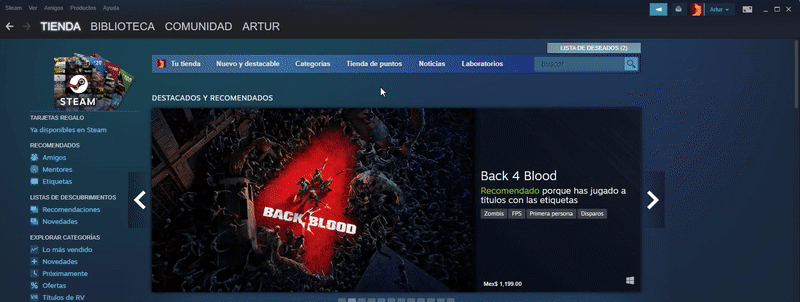 Steam Ver Amigos Productos Ayuda
Artur
TIENDA BIBLIOTECA COMUNIDAD ARTUR
LISTA DE DESEADOS (2)
Tu tienda Nuevo y destacable Categorías Tienda de puntos Noticias Laboratorios buscar
STEAM
DESTACADOS Y RECOMENDADOS
TARJETAS REGALO
Ya disponibles en Steam
RECOMENDADOS
Amigos
Mentores
Etiquetas
LISTAS DE DESCUBRIMIENTOS
Recomendaciones
Novedades
EXPLORAR CATEGORÍAS
Lo más vendido
Novedades
Próximamente
Ofertas
VR Títulos de RV
4
BACK BLOOD
Back 4 Blood
Recomendado porque has jugado a
títulos con las etiquetas
Zombis FPS Primera persona Disparos
Mex$ 1,199.00